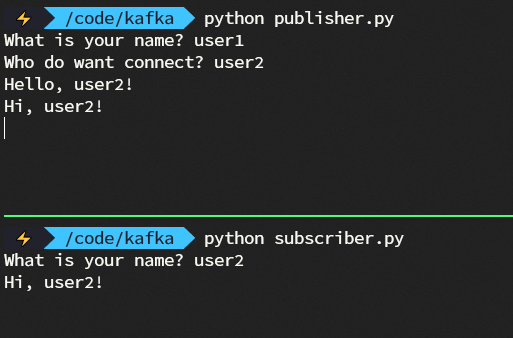 ⚡ /code/kafka python publisher.py
What is your name? user1
Who do want connect? user2
Hello, user2!
Hi, user2!
⚡ /code/kafka python subscriber.py
What is your name? user2
Hi, user2!